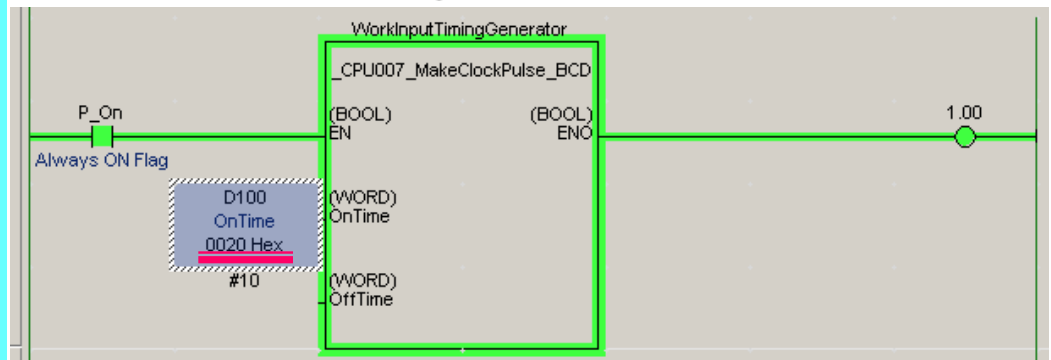 WorkInputTimingGenerator
_CPU007_MakeClockPulse_BCD
P_On
(BOOL)
EN
(BOOL)
ENO
1.00
Always ON Flag
D100
OnTime
0020 Hex
(WORD)
OnTime
#10
(WORD)
OffTime